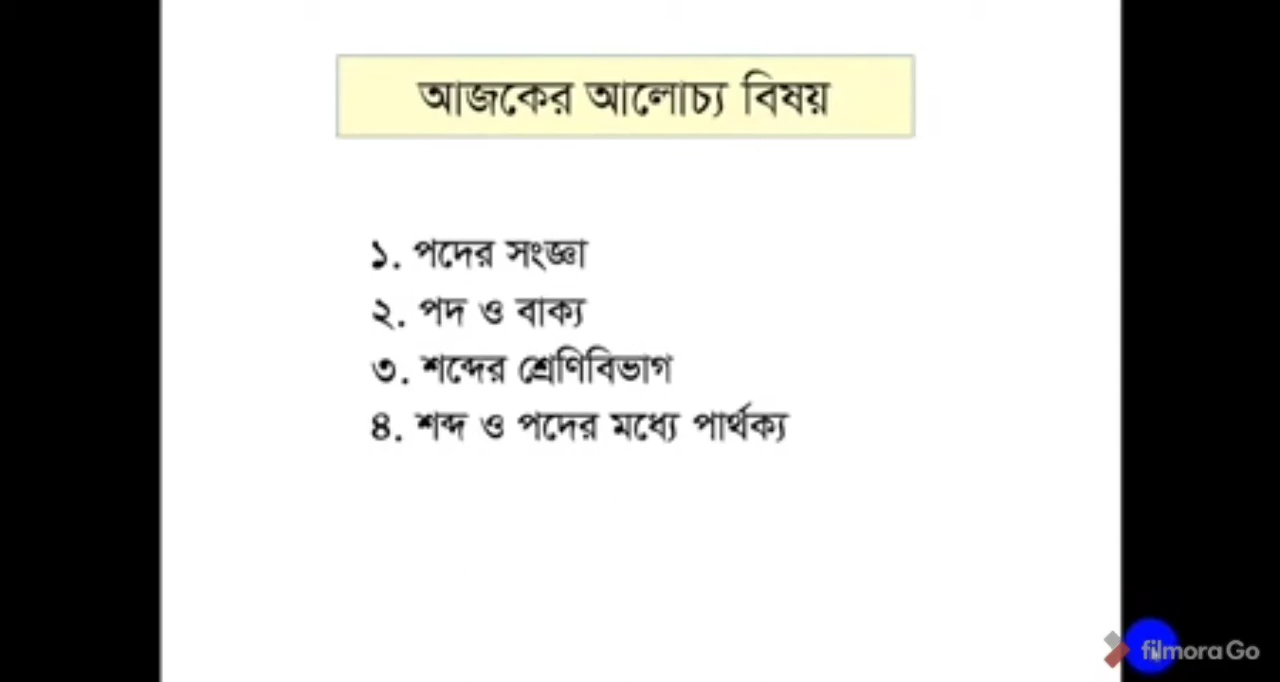 আজকের আলোচ্য বিষয়
১. পদের সংজ্ঞা
২. পদ ও বাক্য
৩. শব্দের শ্রেণিবিভাগ
৪. শব্দ ও পদের মধ্যে পার্থক্য
filmoraGo